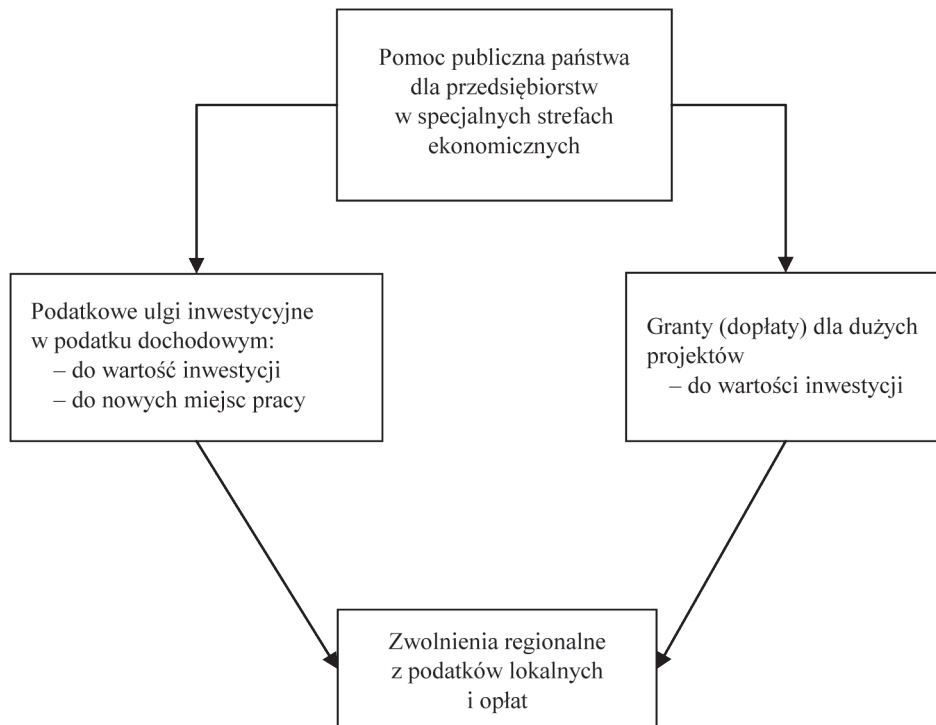 Pomoc publiczna państwa
dla przedsiębiorstw
w specjalnych strefach
ekonomicznych
Podatkowe ulgi inwestycyjne
w podatku dochodowym:
– do wartość inwestycji
– do nowych miejsc pracy
Granty (dopłaty) dla dużych
projektów
– do wartości inwestycji
Zwolnienia regionalne
z podatków lokalnych
i opłat